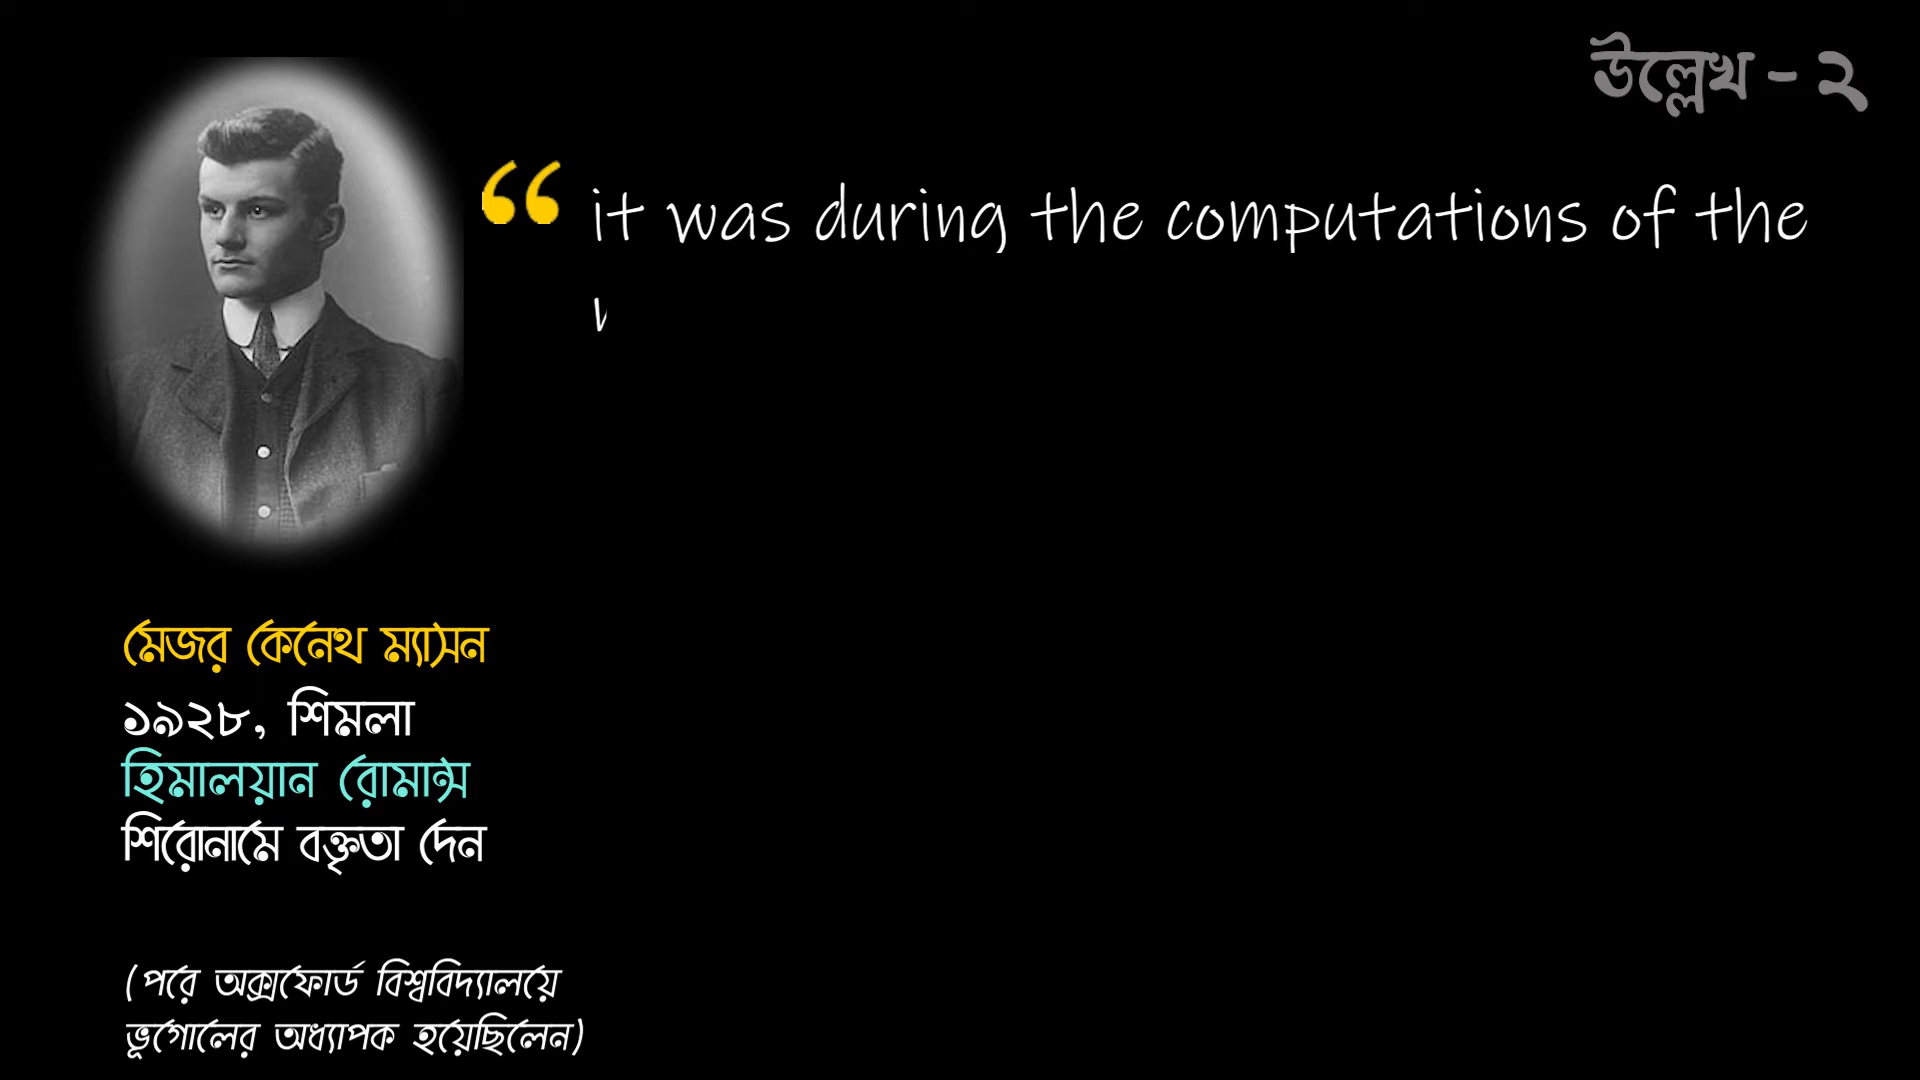 উল্লেখ - ২
“ it was during the computations of the
মেজর কেনেথ ম্যাসন
১৯২৮, শিমলা
হিমালয়ান রোমান্স
শিরোনামে বক্তৃতা দেন
(পরে অক্সফোর্ড বিশ্ববিদ্যালয়ে
ভূগোলের অধ্যাপক হয়েছিলেন)